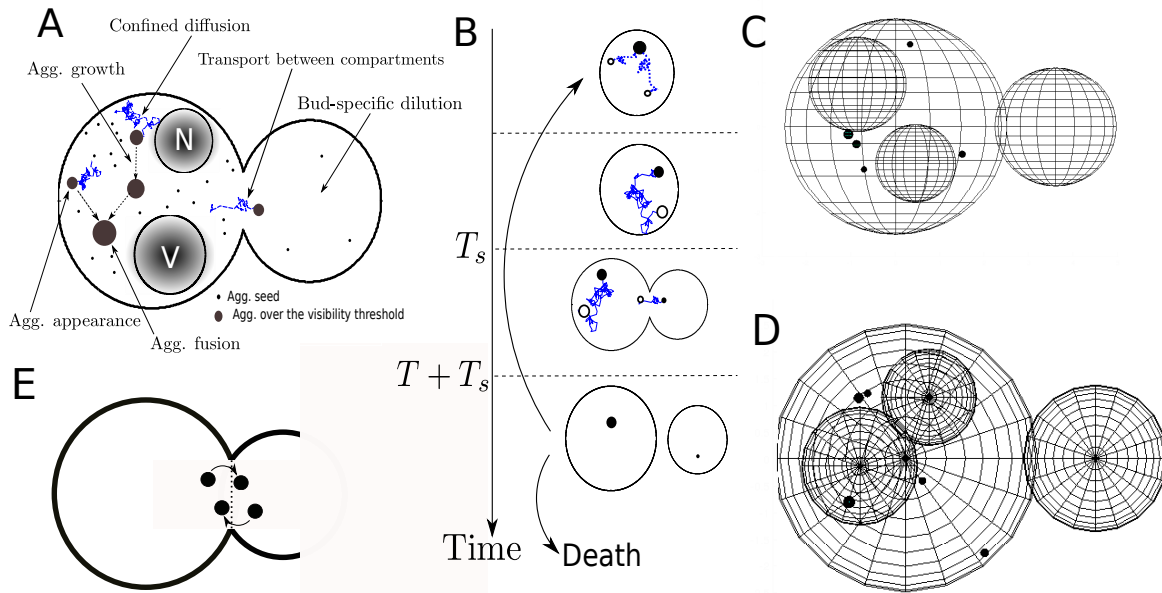 A
Confined diffusion
Agg. growth
Transport between compartments
Bud-specific dilution
N
V
Agg. seed
Agg. over the visibility threshold
Agg. appearance
Agg. fusion
B
T_s
T + T_s
Time
Death
C
D
E